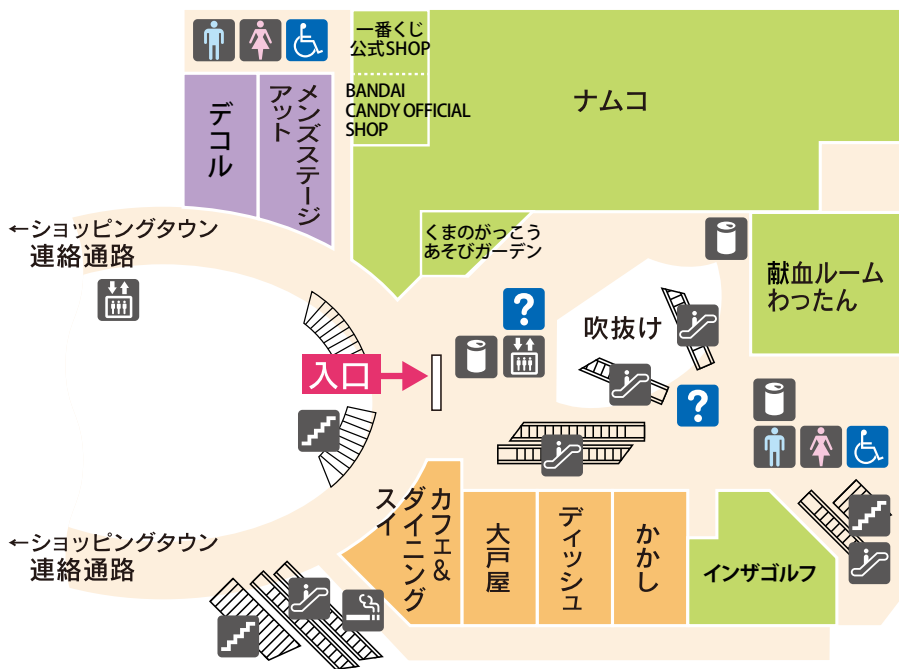 一番くじ
公式SHOP
BANDAI
CANDY OFFICIAL
SHOP
ナムコ
デコル
メンズステージ
アット
←ショッピングタウン
連絡通路
くまのがっこう
あそびガーデン
献血ルーム
わったん
?
吹抜け
入口
?
カフェ&
ダイニング
スイ
大戸屋
ディッシュ
かかし
インザゴルフ
←ショッピングタウン
連絡通路